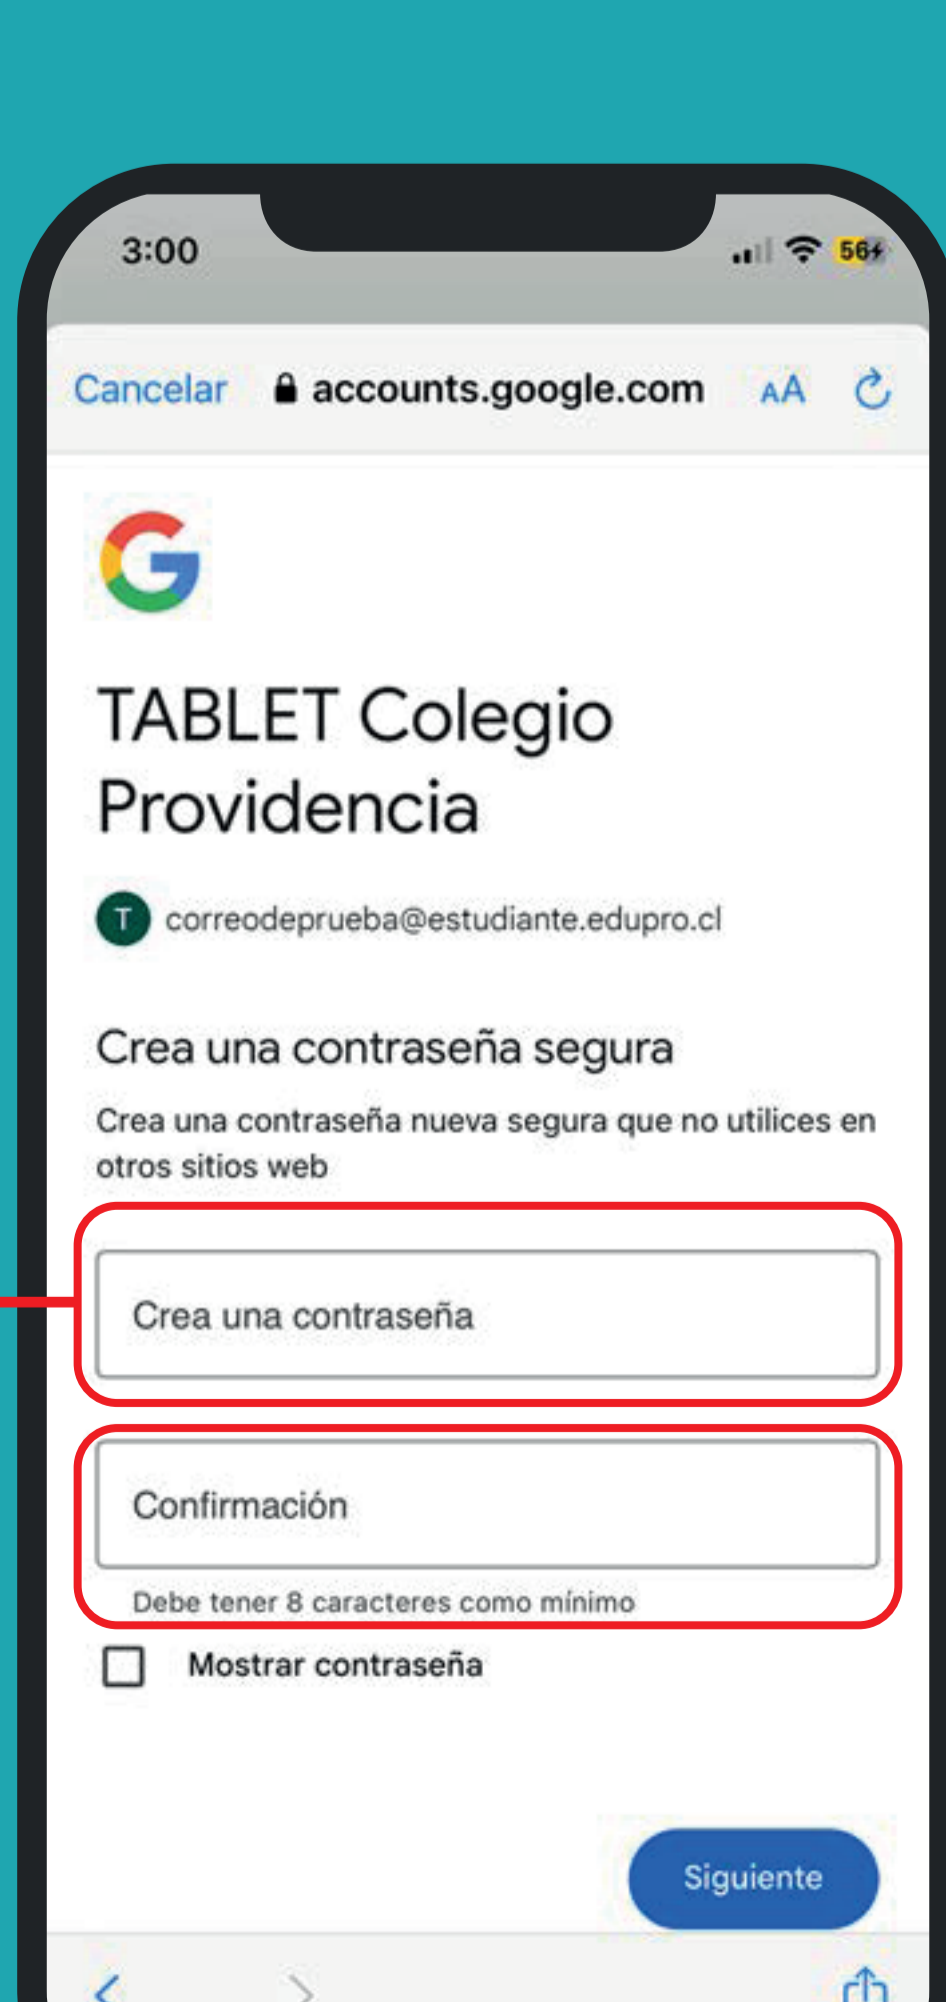 3:00
56
Cancelar accounts.google.com AA
G
TABLET Colegio
Providencia
T correodeprueba@estudiante.edupro.cl
Crea una contraseña segura
Crea una contraseña nueva segura que no utilices en
otros sitios web
Crea una contraseña
Confirmación
Debe tener 8 caracteres como mínimo
Mostrar contraseña
Siguiente